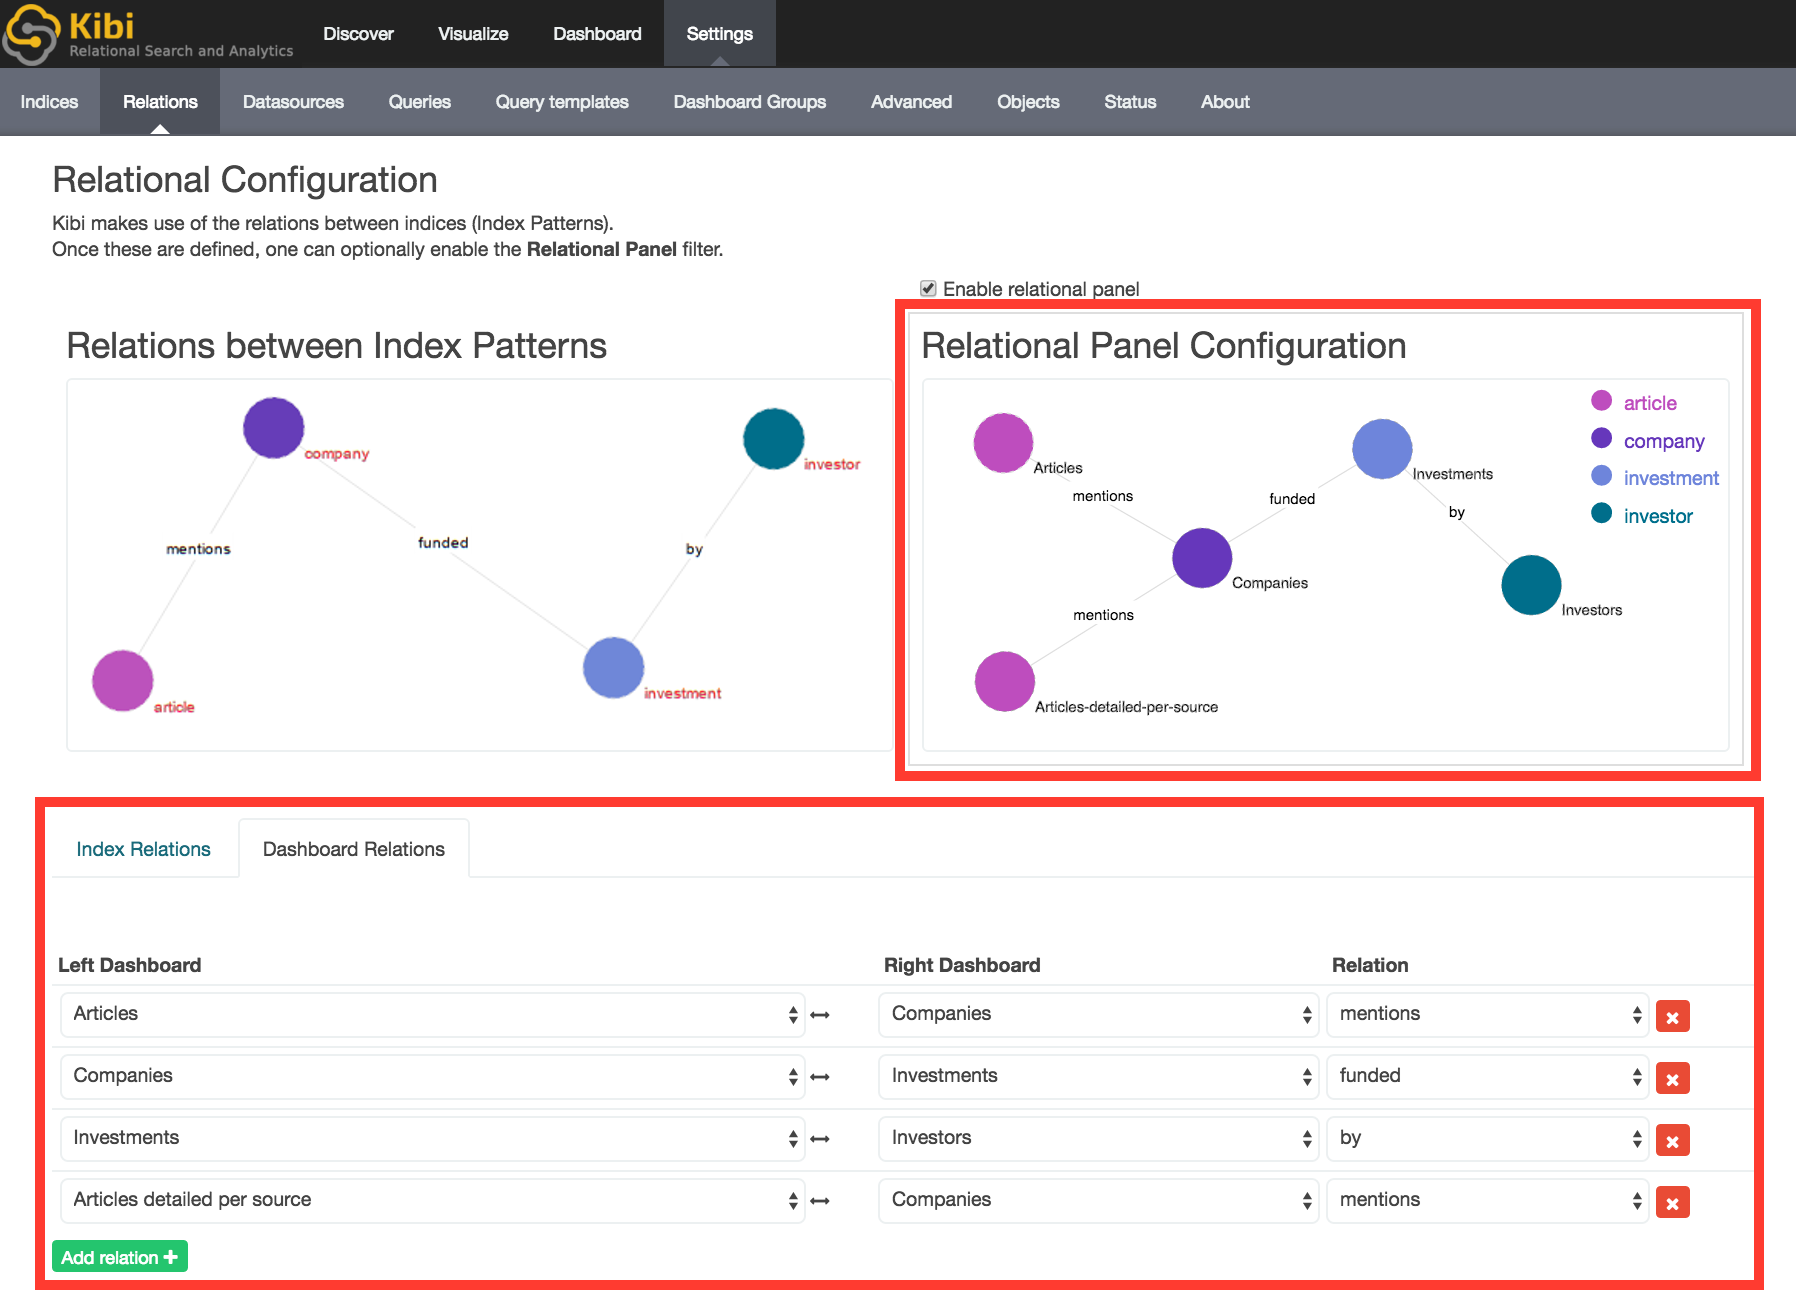 Kibi
Relational Search and Analytics
Discover Visualize Dashboard Settings
Indices Relations Datasources Queries Query templates Dashboard Groups Advanced Objects Status About
Relational Configuration
Kibi makes use of the relations between indices (Index Patterns).
Once these are defined, one can optionally enable the Relational Panel filter.
Enable relational panel
Relations between Index Patterns
company
investor
mentions
funded
by
investment
article
Relational Panel Configuration
article
company
investment
investor
Articles
Investments
mentions
funded
by
Companies
Investors
mentions
Articles-detailed-per-source
Index Relations Dashboard Relations
Left Dashboard Right Dashboard Relation
Articles Companies mentions
Companies Investments funded
Investments Investors by
Articles detailed per source Companies mentions
Add relation